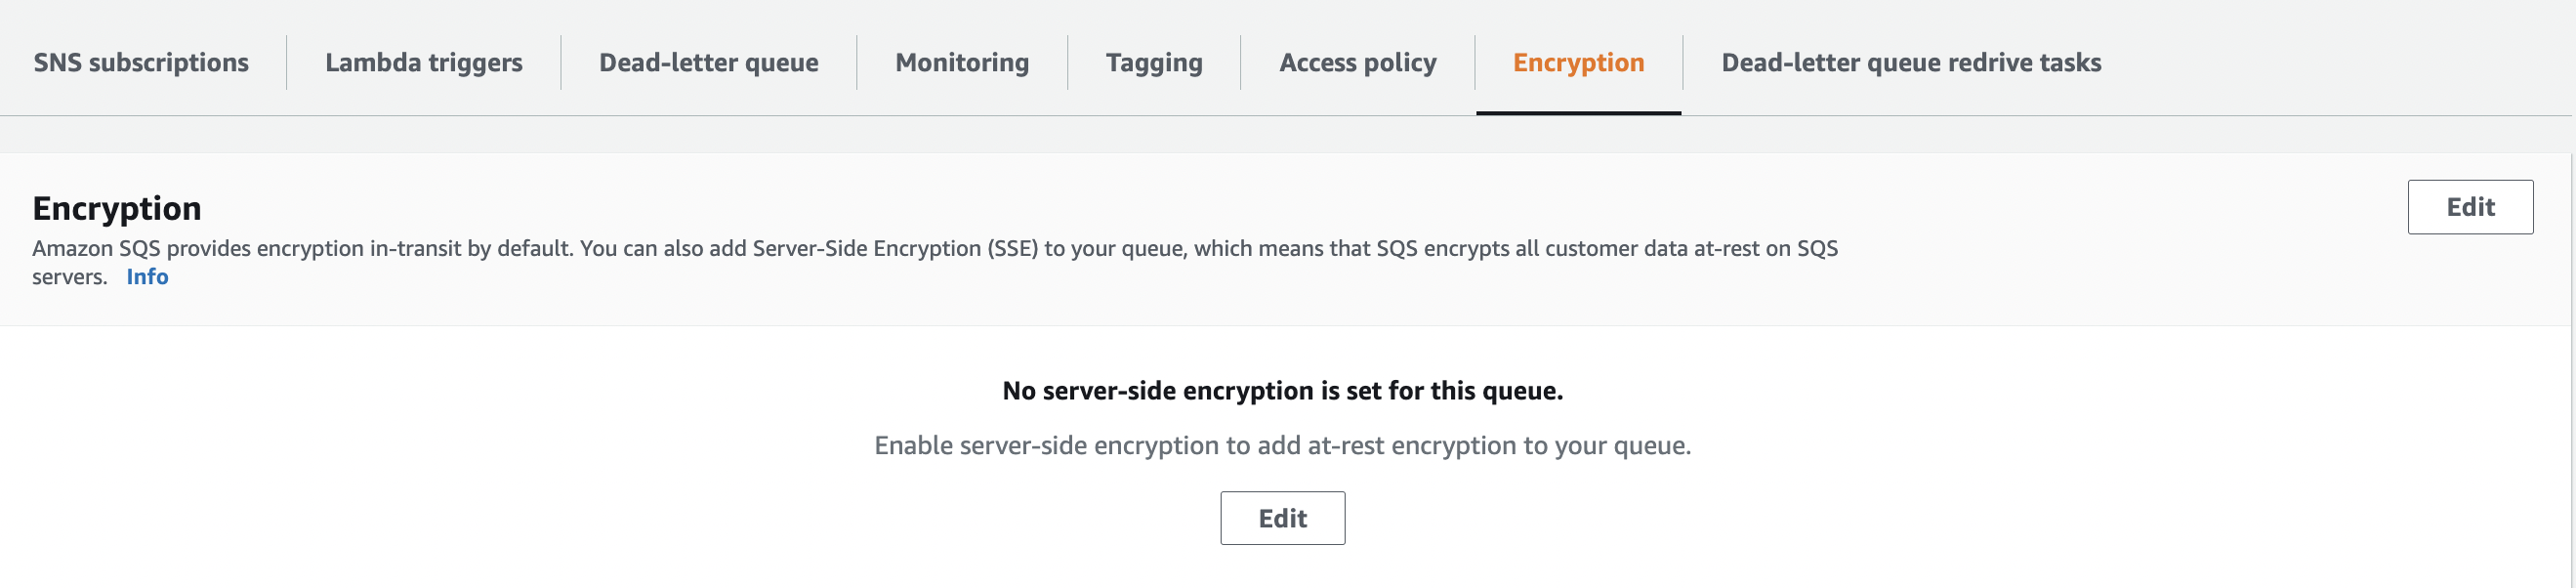 SNS subscriptions
Lambda triggers
Dead-letter queue
Monitoring
Tagging
Access policy
Encryption
Dead-letter queue redrive tasks
Encryption
Edit
Amazon SQS provides encryption in-transit by default. You can also add Server-Side Encryption (SSE) to your queue, which means that SQS encrypts all customer data at-rest on SQS
servers. Info
No server-side encryption is set for this queue.
Enable server-side encryption to add at-rest encryption to your queue.
Edit